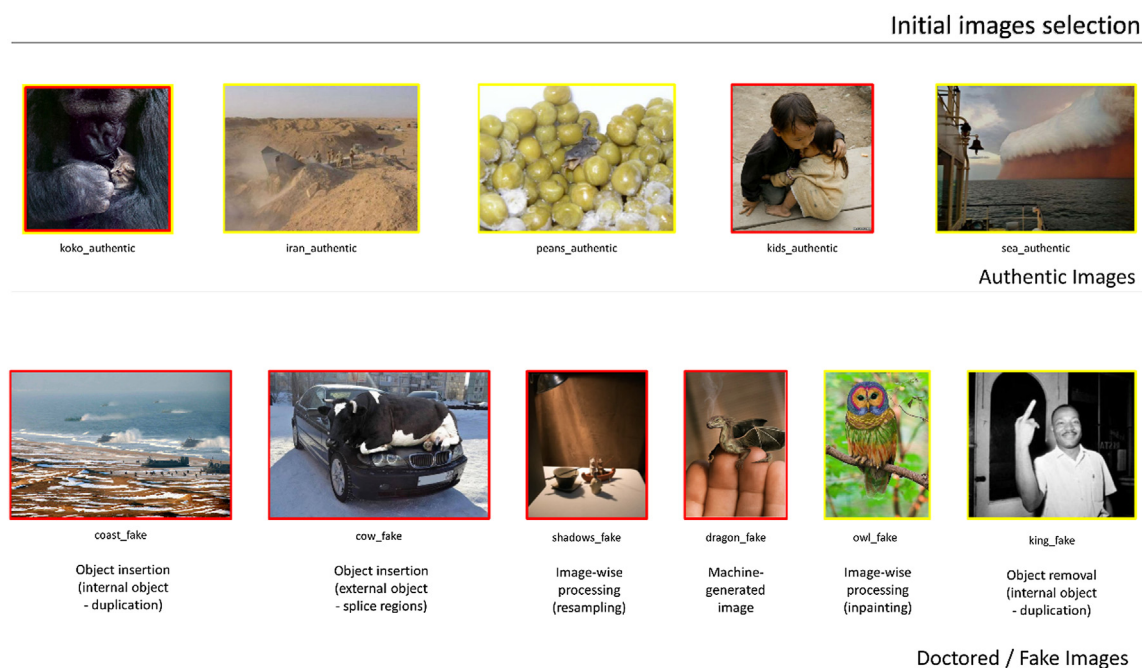 Initial images selection
koko_authentic
iran_authentic
peans_authentic
kids_authentic
sea_authentic
Authentic Images
coast_fake
cow_fake
shadows_fake
dragon_fake
owl_fake
king_fake
Object insertion
(internal object
- duplication)
Object insertion
(external object
- splice regions)
Image-wise
processing
(resampling)
Machine-
generated
image
Image-wise
processing
(inpainting)
Object removal
(internal object
- duplication)
Doctored / Fake Images